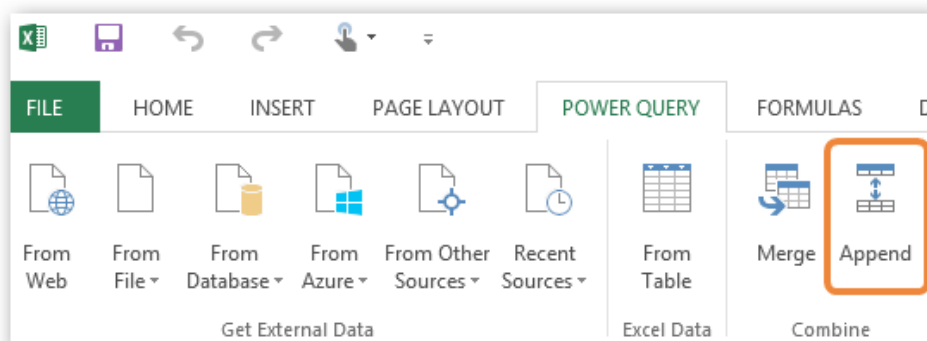 FILE HOME INSERT PAGE LAYOUT POWER QUERY FORMULAS
From From From From From Other Recent From Merge Append
Web File Database Azure Sources Sources Table
Get External Data Excel Data Combine